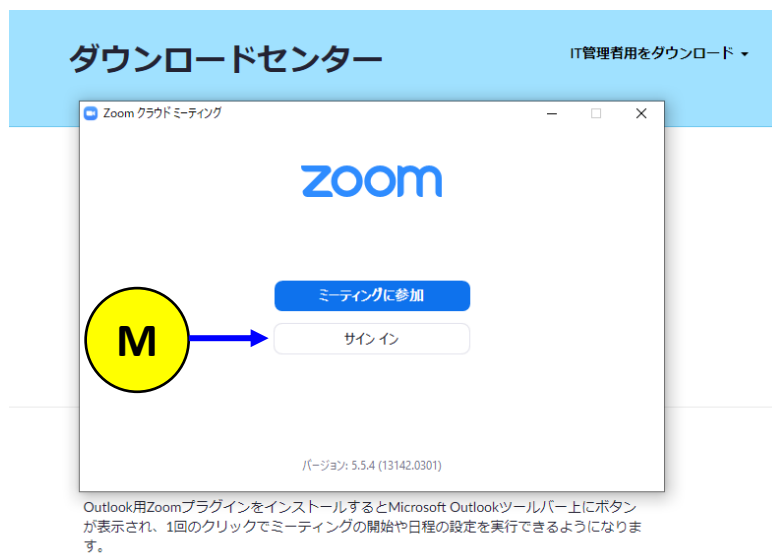 ダウンロードセンター
IT管理者用をダウンロード
Zoom クラウド ミーティング
zoom
ミーティングに参加
M
サイン イン
バージョン: 5.5.4 (13142.0301)
Outlook用ZoomプラグインをインストールするとMicrosoft Outlookツールバー上にボタン
が表示され、1回のクリックでミーティングの開始や日程の設定を実行できるようになりま
す。